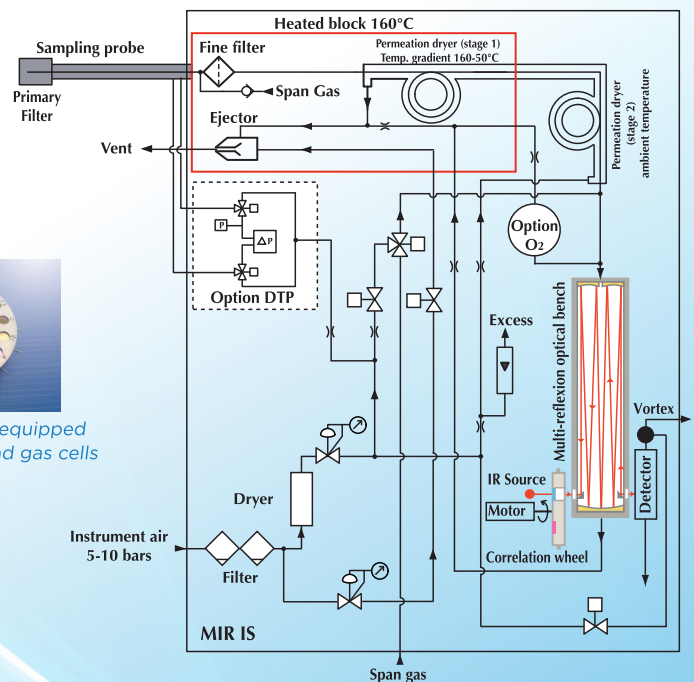 Heated block 160°C
Sampling probe
Fine filter
Permeation dryer (stage 1)
Temp. gradient 160-50°C
Primary
Filter
Span Gas
Ejector
Vent
Permeation dryer
(stage 2)
ambient temperature
P
ΔP
Option DTP
Option
O2
Excess
Multi-reflexion optical bench
Vortex
equipped
d gas cells
IR Source
Motor
Detector
Dryer
Instrument air
5-10 bars
Filter
Correlation wheel
MIR IS
Span gas